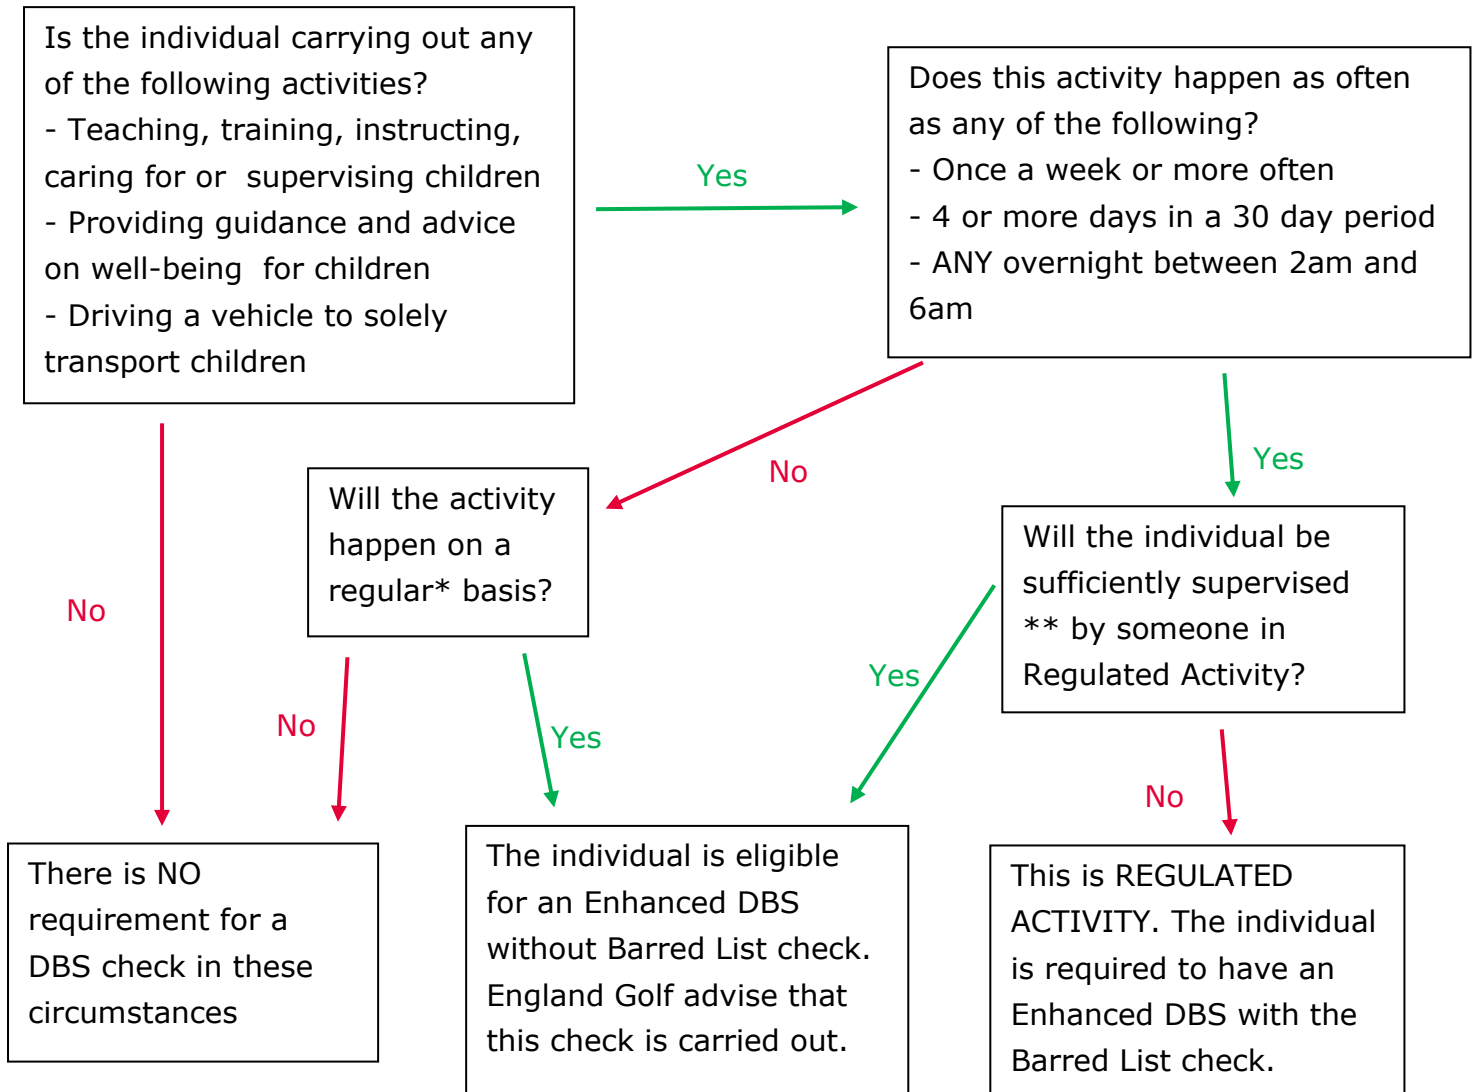 Is the individual carrying out any
of the following activities?
- Teaching, training, instructing,
caring for or  supervising children
- Providing guidance and advice
on well-being  for children
- Driving a vehicle to solely
transport children
Yes
Does this activity happen as often
as any of the following?
- Once a week or more often
- 4 or more days in a 30 day period
- ANY overnight between 2am and
6am
No
No
Yes
Will the activity
happen on a
regular* basis?
Will the individual be
sufficiently supervised
** by someone in
Regulated Activity?
No
Yes
Yes
No
There is NO
requirement for a
DBS check in these
circumstances
The individual is eligible
for an Enhanced DBS
without Barred List check.
England Golf advise that
this check is carried out.
This is REGULATED
ACTIVITY. The individual
is required to have an
Enhanced DBS with the
Barred List check.